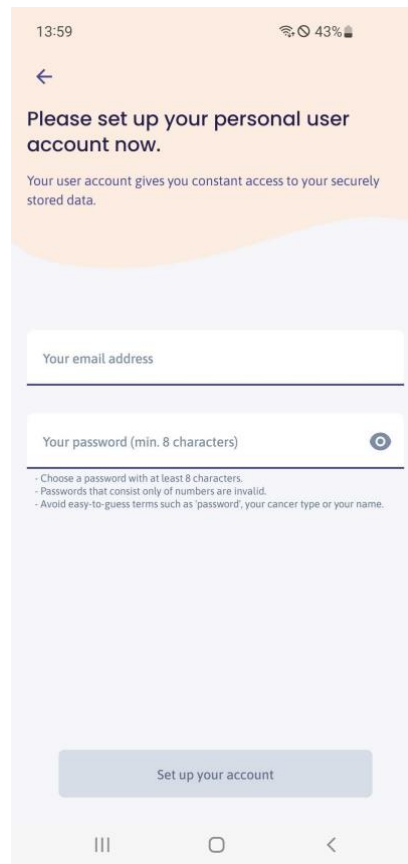 13:59
43%
Please set up your personal user
account now.
Your user account gives you constant access to your securely
stored data.
Your email address
Your password (min. 8 characters)
- Choose a password with at least 8 characters.
- Passwords that consist only of numbers are invalid.
- Avoid easy-to-guess terms such as 'password', your cancer type or your name.
Set up your account